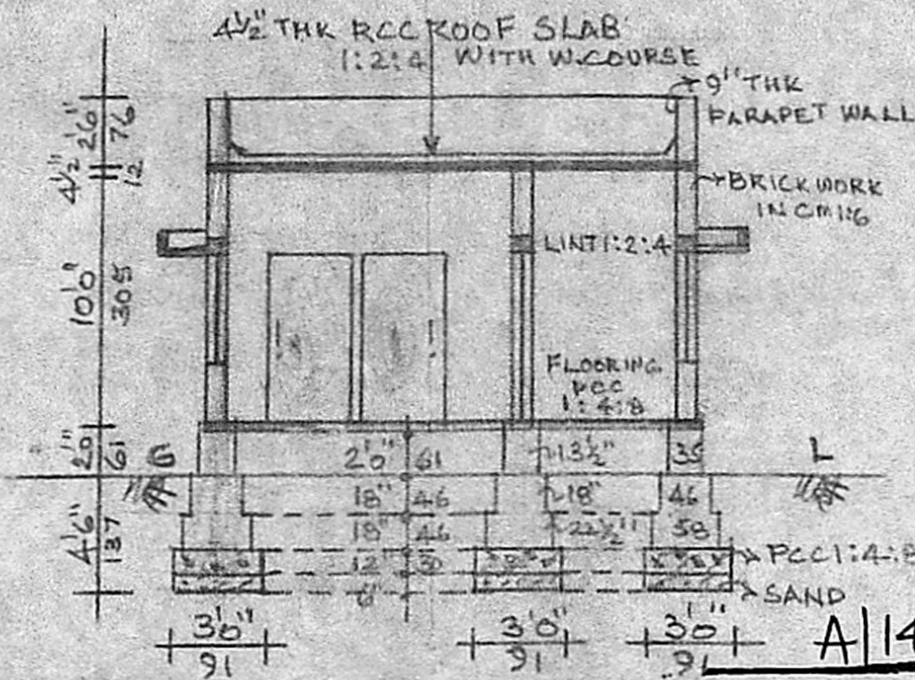 4½" THK RCC ROOF SLAB
1:2:4 WITH W.COURSE
9" THK
PARAPET WALL
BRICKWORK
IN CM 1:6
LINT 1:2:4
FLOORING
PCC
1:4:8
2'6"
76
4½"
12
10'0"
305
2'0"
61
4'6"
137
G
L
2'0" 61
13½"
35
18" 46
18"
46
18" 46
22½"
58
12" 30
6"
PCC 1:4:8
SAND
3'0"
91
3'0"
91
3'0"
91
A|14